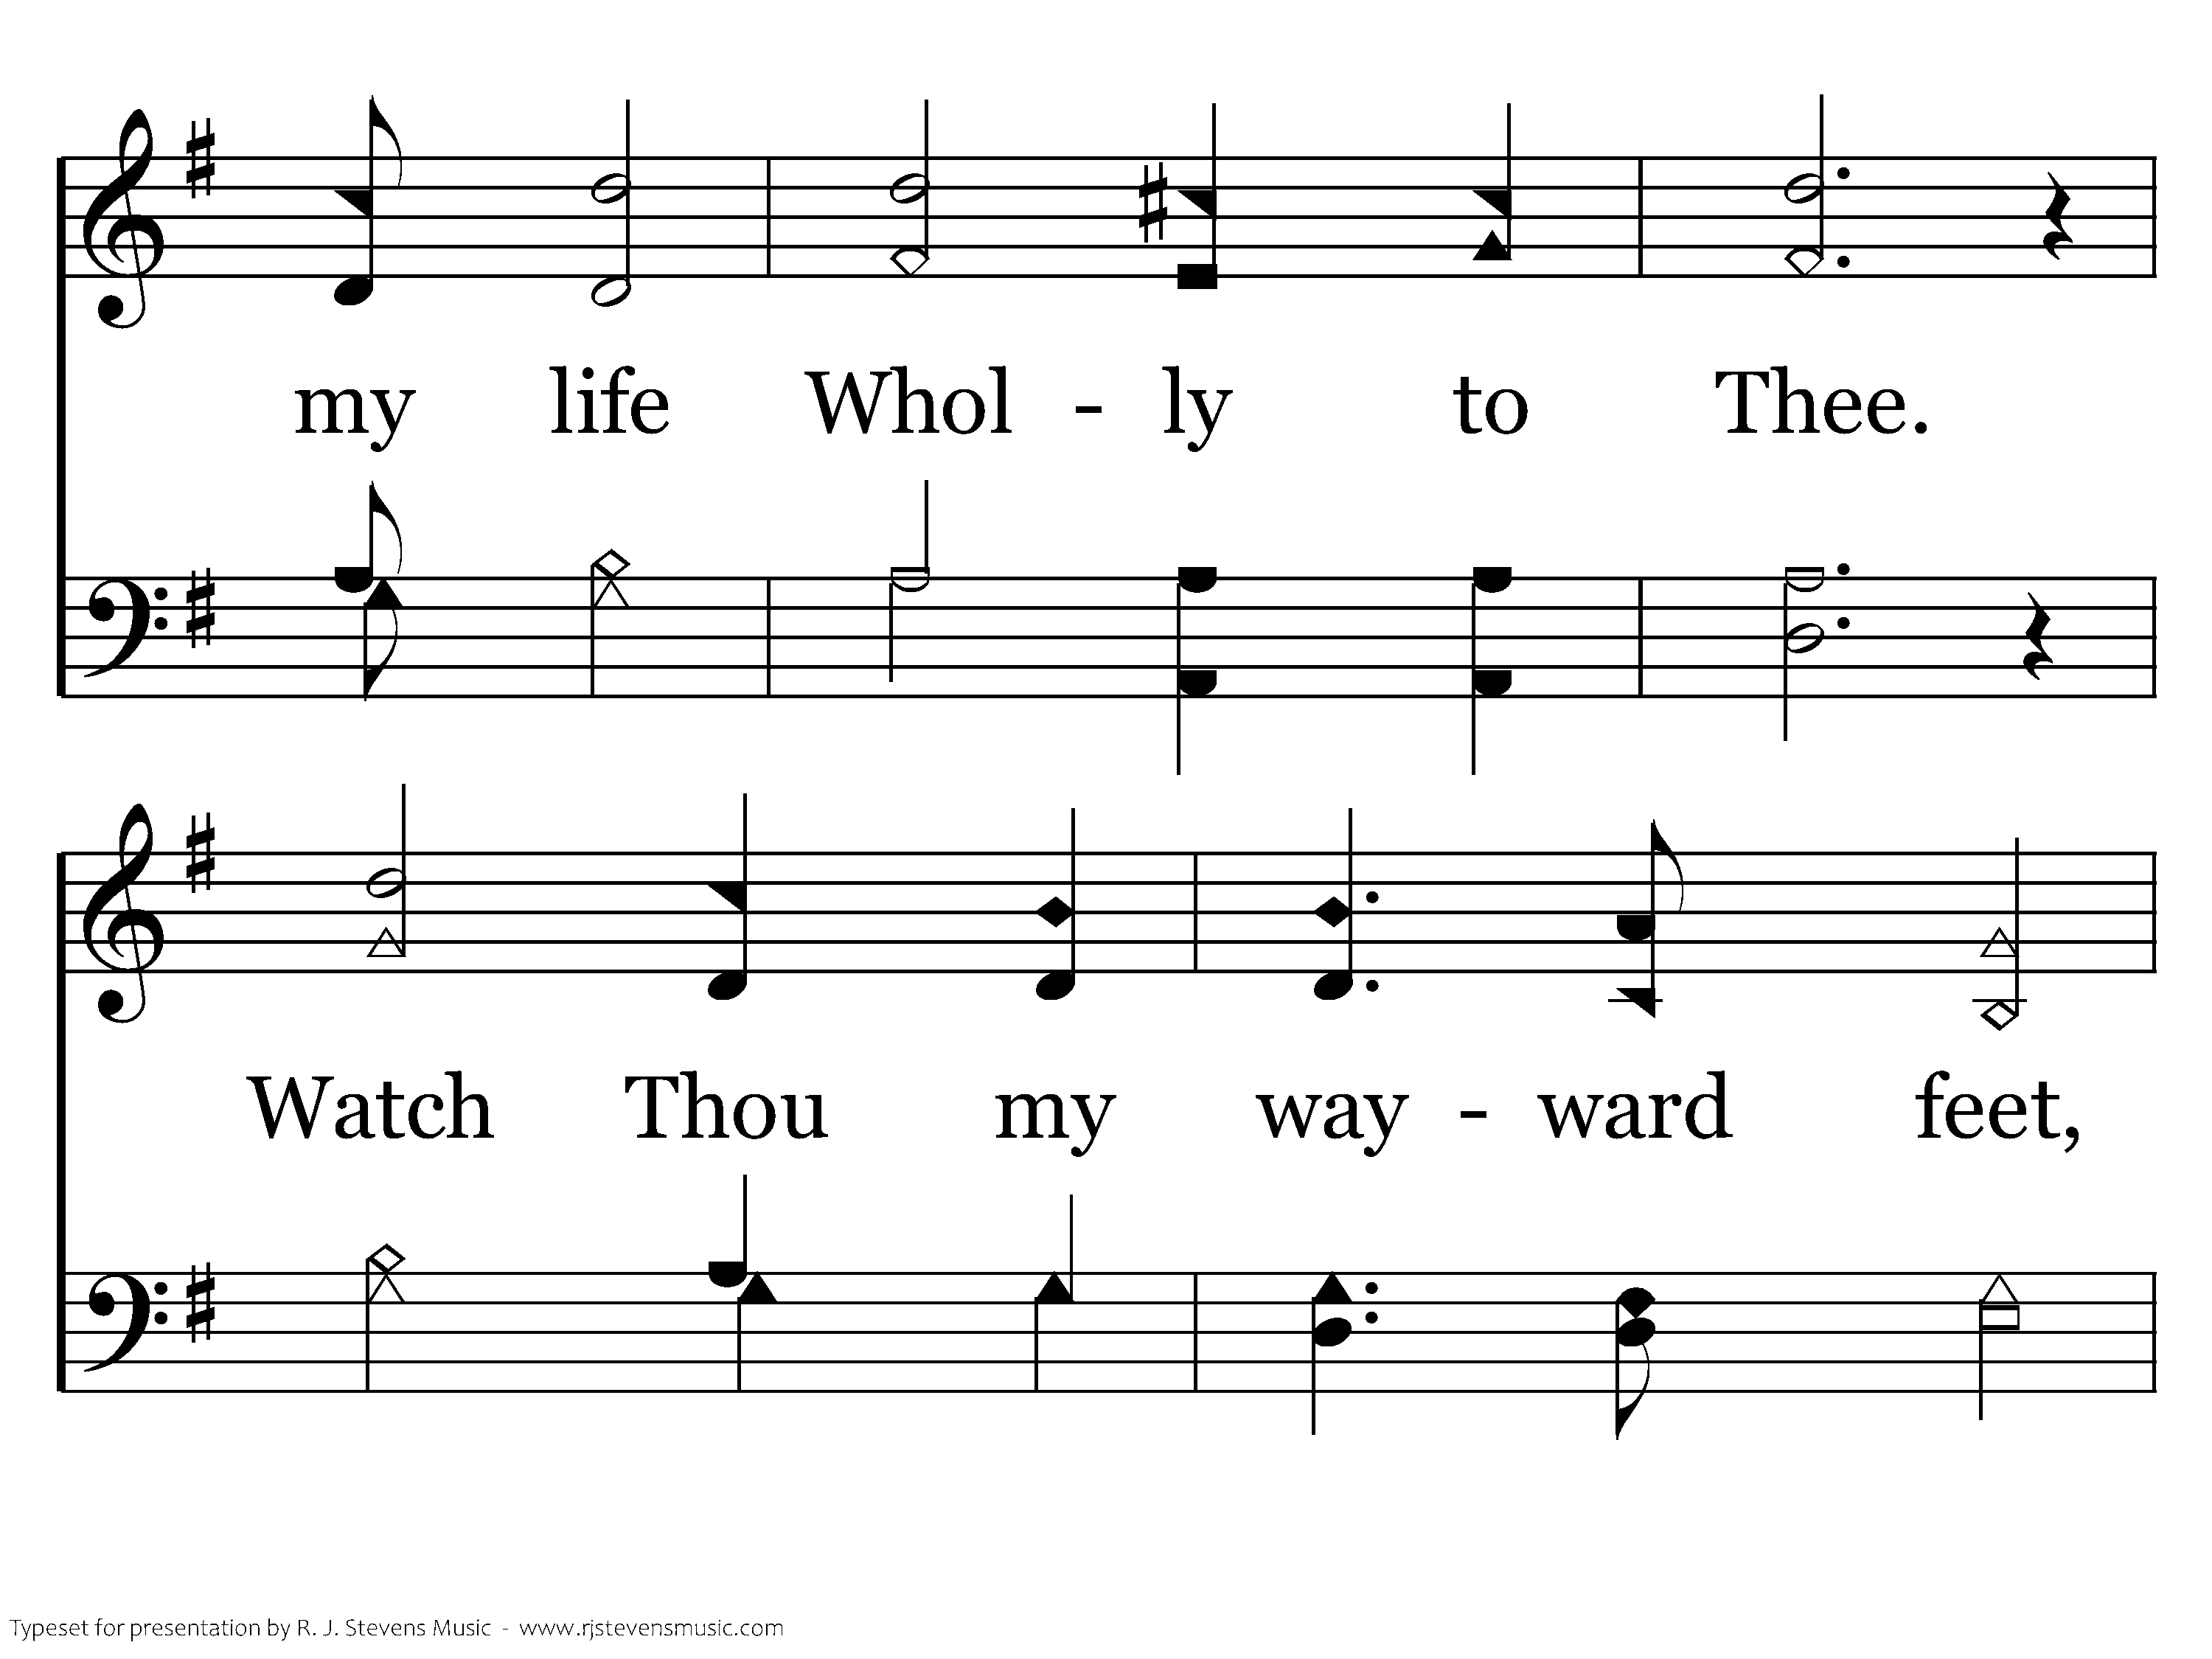 my life Whol - ly to Thee.
Watch Thou my way - ward feet,
Typeset for presentation by R. J. Stevens Music - www.rjstevensmusic.com